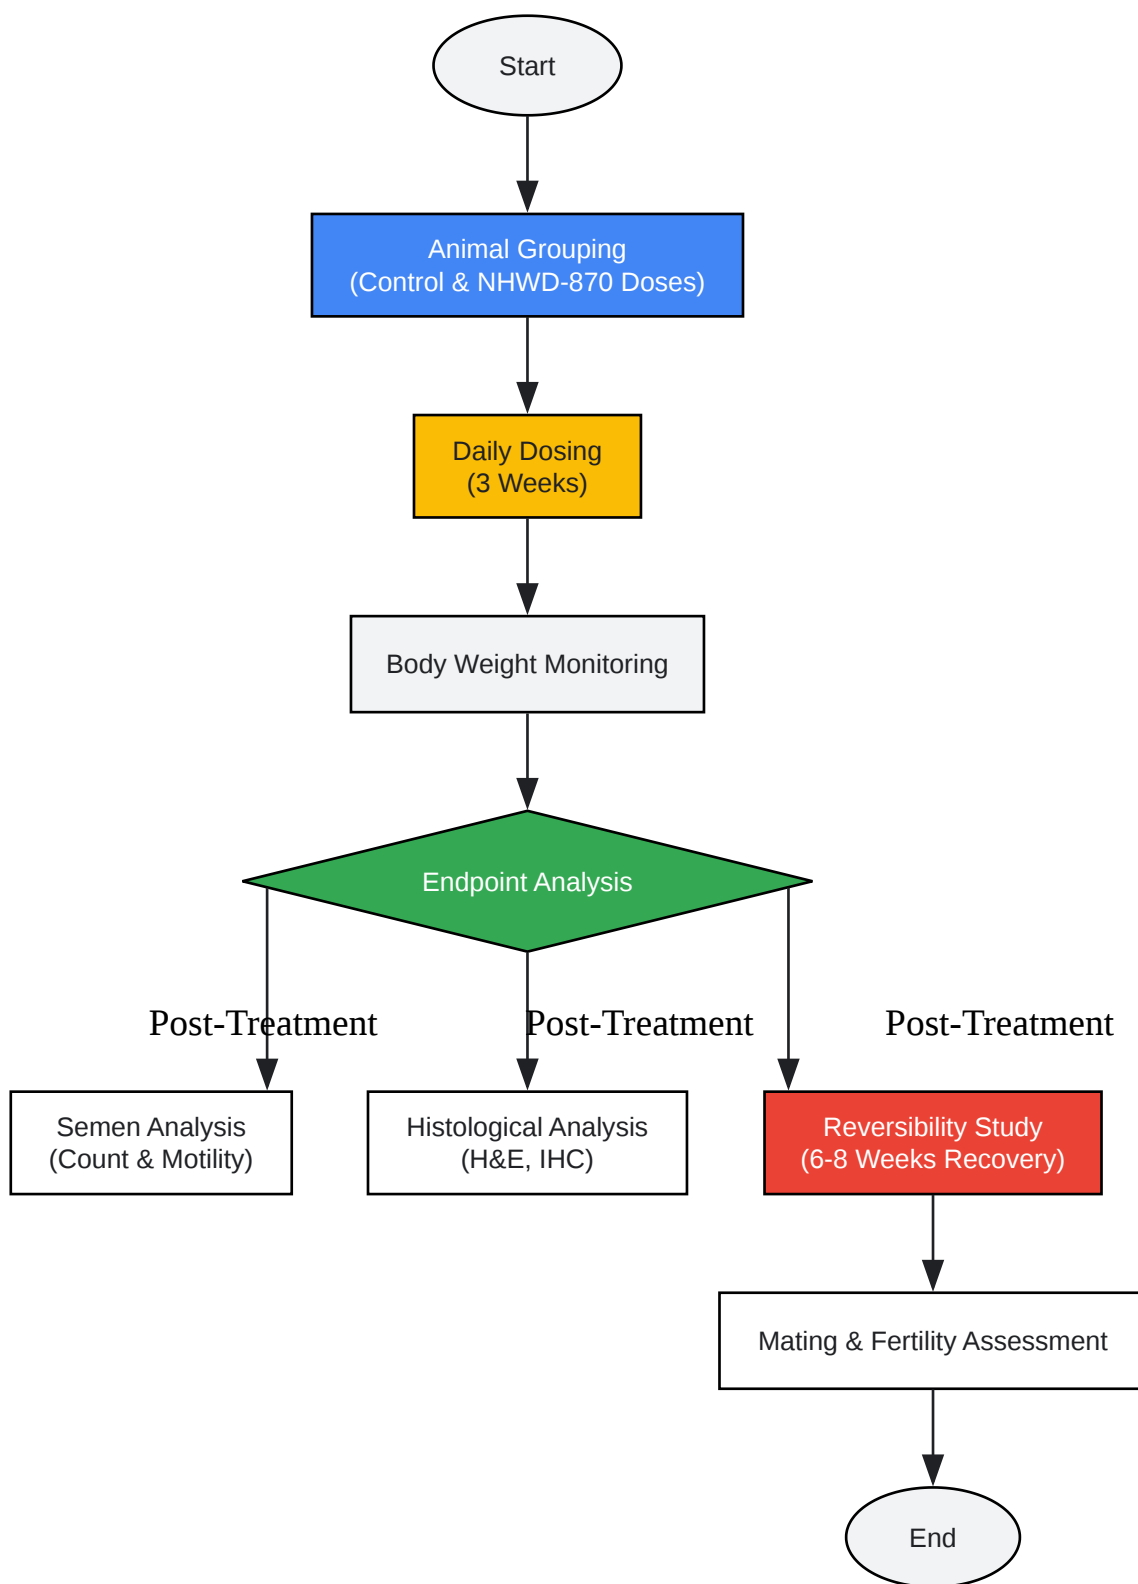 Start
Animal Grouping
(Control & NHWD-870 Doses)
Daily Dosing
(3 Weeks)
Body Weight Monitoring
Endpoint Analysis
Post-Treatment
Post-Treatment
Post-Treatment
Semen Analysis
(Count & Motility)
Histological Analysis
(H&E, IHC)
Reversibility Study
(6-8 Weeks Recovery)
Mating & Fertility Assessment
End